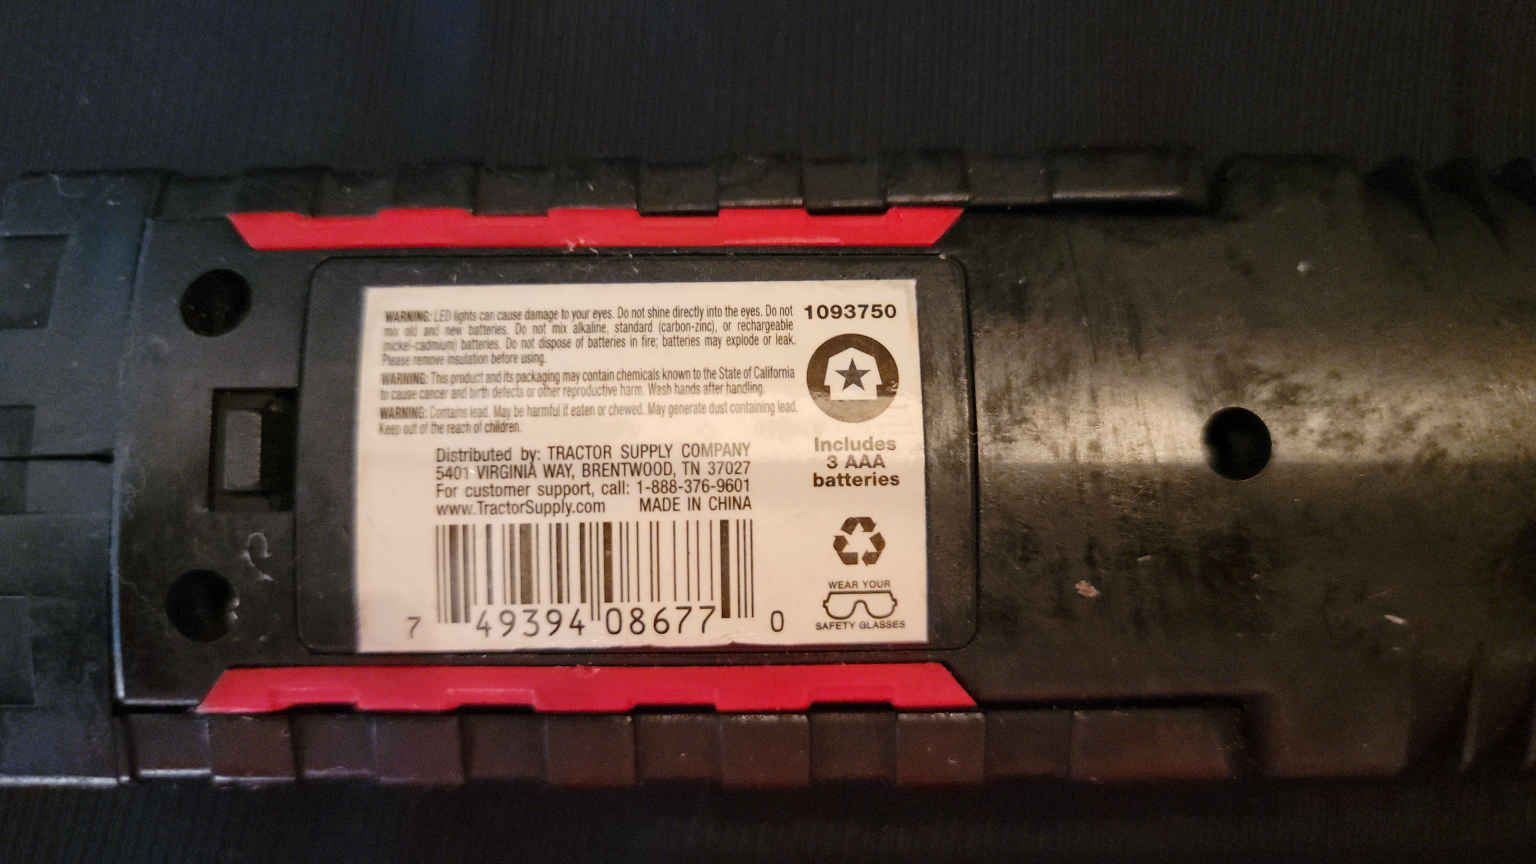 WARNING: LED lights can cause damage to your eyes. Do not shine directly into the eyes. Do not
mix old and new batteries. Do not mix alkaline, standard (carbon-zinc), or rechargeable
(nickel-cadmium) batteries. Do not dispose of batteries in fire; batteries may explode or leak.
Please remove insulation before using.
WARNING: This product and its packaging may contain chemicals known to the State of California
to cause cancer and birth defects or other reproductive harm. Wash hands after handling.
WARNING: Contains lead. May be harmful if eaten or chewed. May generate dust containing lead.
Keep out of the reach of children.
Distributed by: TRACTOR SUPPLY COMPANY
5401 VIRGINIA WAY, BRENTWOOD, TN 37027
For customer support, call: 1-888-376-9601
www.TractorSupply.com MADE IN CHINA
7 49394 08677 0
1093750
Includes
3 AAA
batteries
WEAR YOUR
SAFETY GLASSES